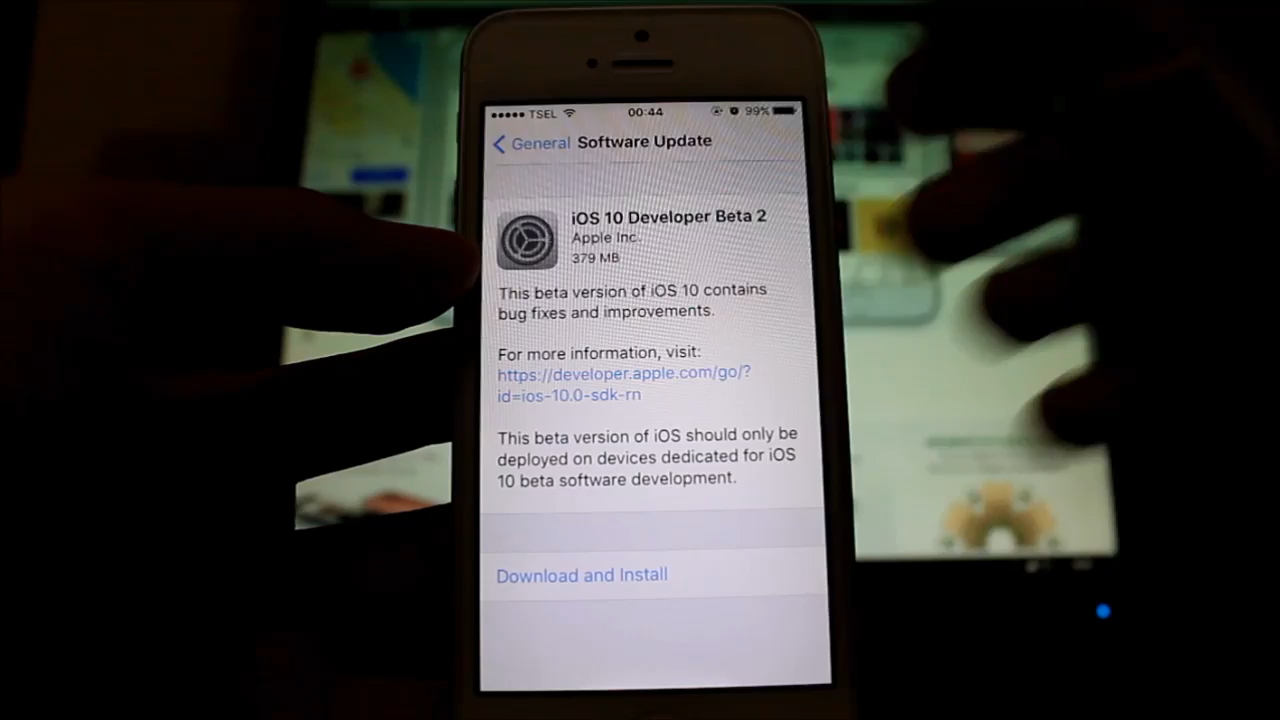 TSEL 00:44 99%
General Software Update
iOS 10 Developer Beta 2
Apple Inc.
379 MB
This beta version of iOS 10 contains
bug fixes and improvements.
For more information, visit:
https://developer.apple.com/go/?
id=ios-10.0-sdk-rn
This beta version of iOS should only be
deployed on devices dedicated for iOS
10 beta software development.
Download and Install